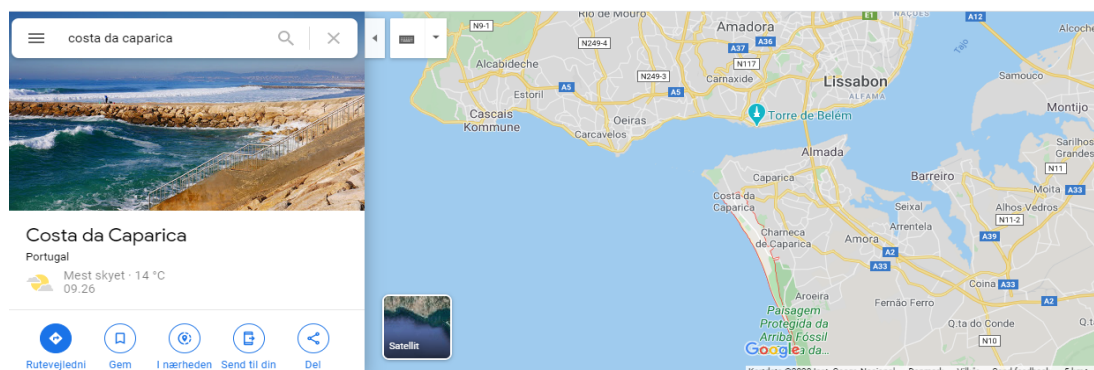 costa da caparica
Costa da Caparica
Portugal
Mest skyet · 14 °C
09.26
Rutevejledni
Gem
I nærheden
Send til din
Del
Satellit
Rio de Mouro
N9-1
N249-4
Amadora
A37
A36
N117
E1
NAÇÕES
A12
Alcoche
Alcabideche
N249-3
Carnaxide
Lissabon
ALFAMA
Tejo
Samouco
A5
Estoril
A5
Cascais
Kommune
Oeiras
Carcavelos
Torre de Belém
Montijo
Almada
Sarilhos
Grandes
Caparica
Barreiro
N11
Moita
A33
Costa da
Caparica
Seixal
Alhos Vedros
N11-2
Charneca
de Caparica
Arrentela
Amora
A39
A2
A33
Coina
A33
Aroeira
Fernão Ferro
A2
Paisagem
Protegida da
Arriba Fóssil
da...
Google
Q.ta do Conde
Q.t
N10